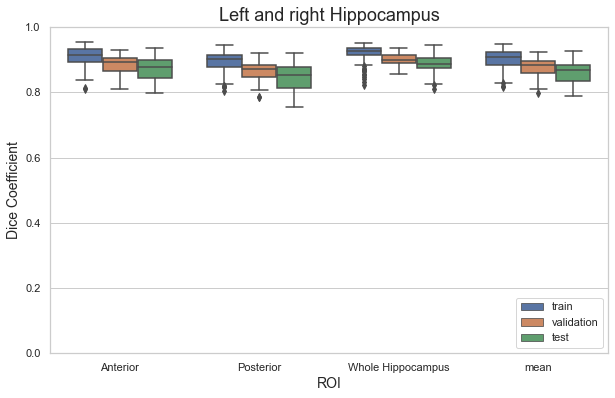 Left and right Hippocampus
1.0
0.8
0.6
0.4
0.2
0.0
Dice Coefficient
train
validation
test
Anterior Posterior Whole Hippocampus mean
ROI